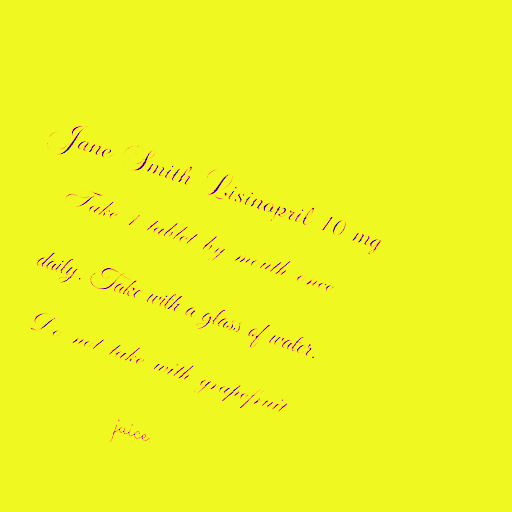 Jane Smith Lisinopril 10 mg
Take 1 tablet by mouth once
daily. Take with a glass of water.
Do not take with grapefruit
juice